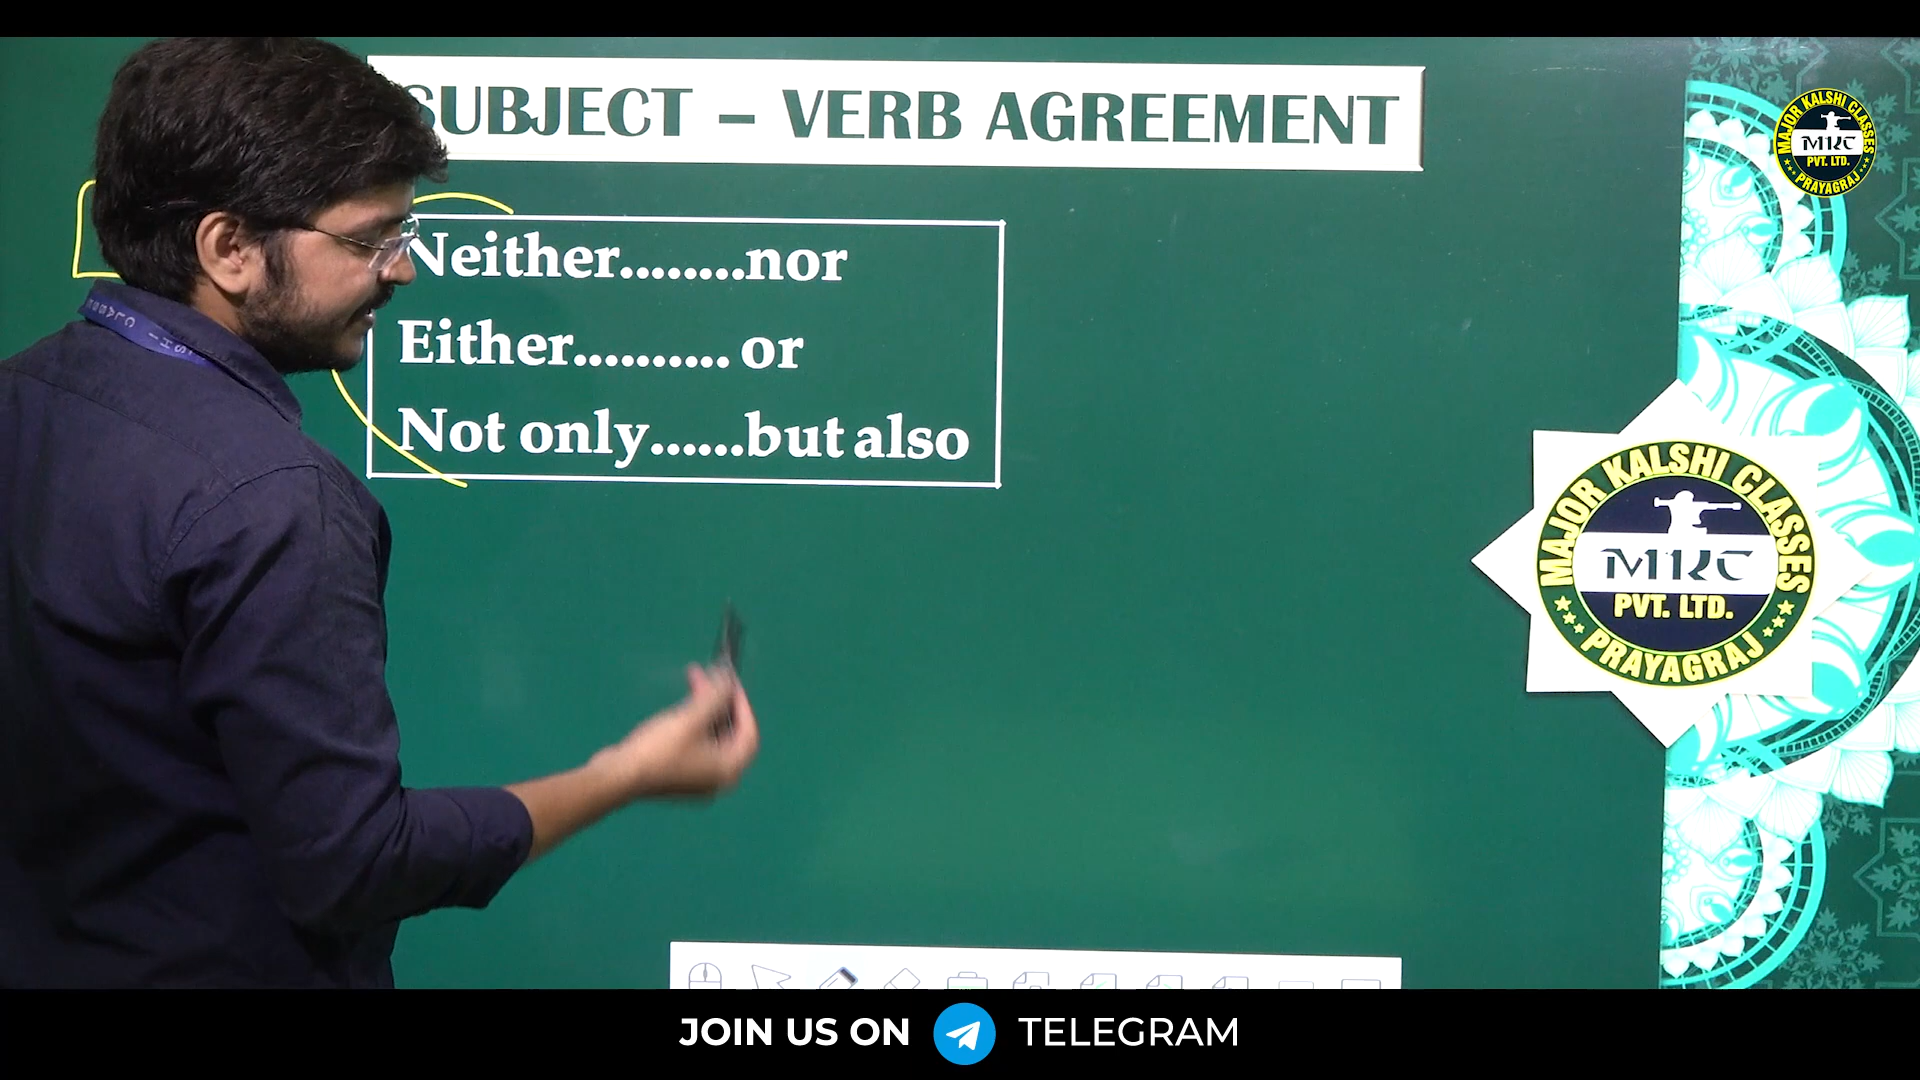 SUBJECT – VERB AGREEMENT
Neither........nor
Either.......... or
Not only......but also
MAJOR KALSHI CLASSES
MKC
PVT. LTD.
PRAYAGRAJ
MAJOR KALSHI CLASSES
MKC
PVT. LTD.
PRAYAGRAJ
JOIN US ON TELEGRAM